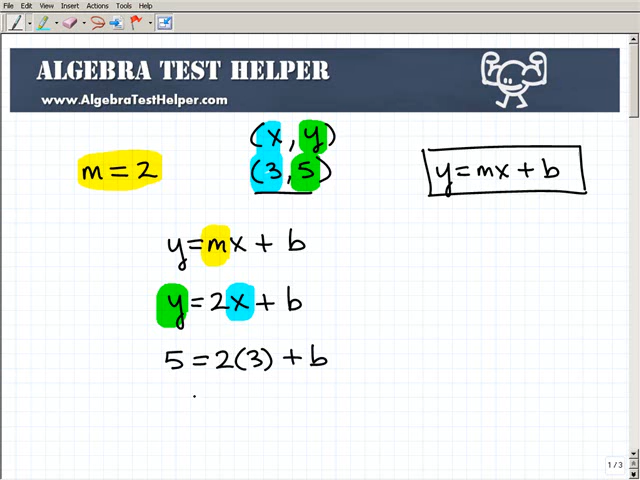 File Edit View Insert Actions Tools Help
ALGEBRA TEST HELPER
www.AlgebraTestHelper.com
(x, y)
m = 2 (3, 5) y = mx + b
y = mx + b
y = 2x + b
5 = 2(3) + b
1 / 3